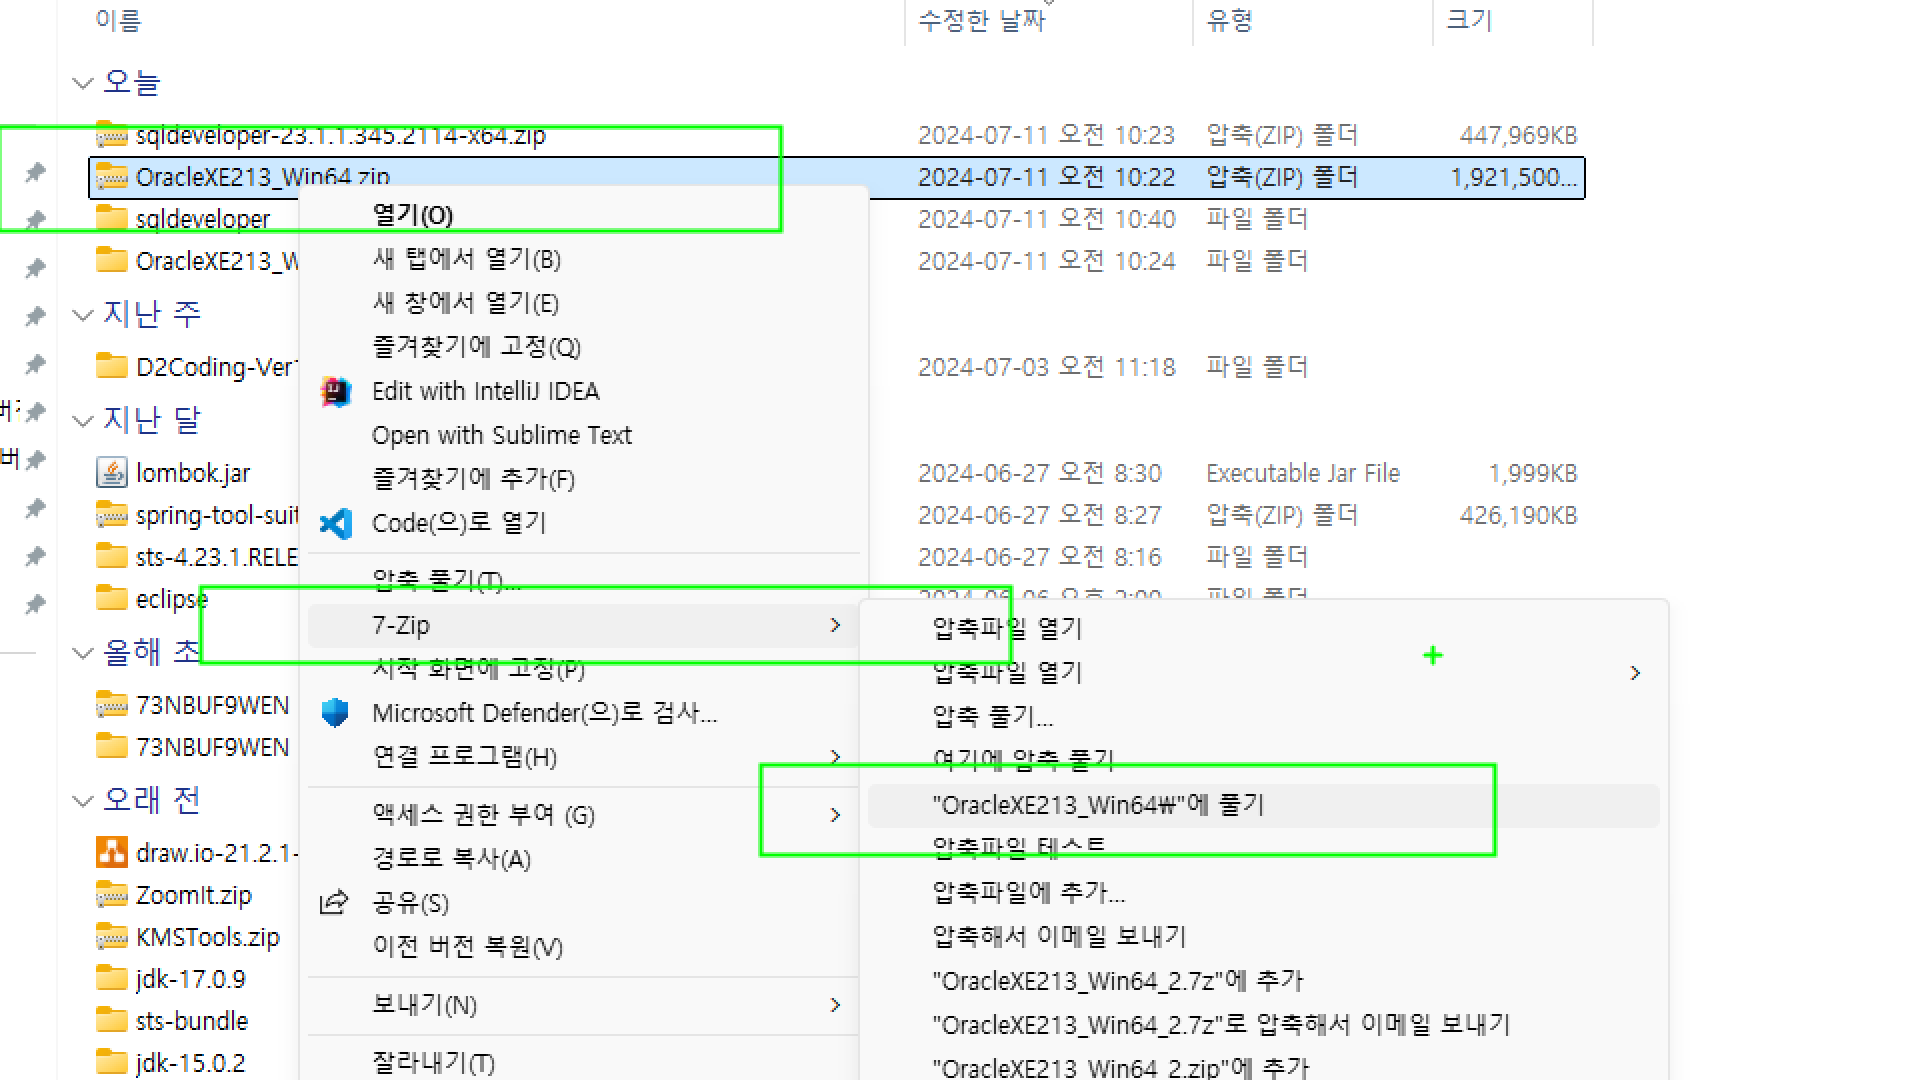 이름 수정한 날짜 유형 크기
오늘
sqldeveloper-23.1.1.345.2114-x64.zip 2024-07-11 오전 10:23 압축(ZIP) 폴더 447,969KB
OracleXE213_Win64.zip 2024-07-11 오전 10:22 압축(ZIP) 폴더 1,921,500...
sqldeveloper 2024-07-11 오전 10:40 파일 폴더
OracleXE213_W 2024-07-11 오전 10:24 파일 폴더
지난 주
D2Coding-Ver 2024-07-03 오전 11:18 파일 폴더
지난 달
lombok.jar 2024-06-27 오전 8:30 Executable Jar File 1,999KB
spring-tool-suit 2024-06-27 오전 8:27 압축(ZIP) 폴더 426,190KB
sts-4.23.1.RELE 2024-06-27 오전 8:16 파일 폴더
eclipse
올해 초
73NBUF9WEN
73NBUF9WEN
오래 전
draw.io-21.2.1-
ZoomIt.zip
KMSTools.zip
jdk-17.0.9
sts-bundle
jdk-15.0.2
열기(O)
새 탭에서 열기(B)
새 창에서 열기(E)
즐겨찾기에 고정(Q)
Edit with IntelliJ IDEA
Open with Sublime Text
즐겨찾기에 추가(F)
Code(으)로 열기
압축 풀기(T)...
7-Zip
시작 화면에 고정(P)
Microsoft Defender(으)로 검사...
연결 프로그램(H)
액세스 권한 부여 (G)
경로로 복사(A)
공유(S)
이전 버전 복원(V)
보내기(N)
잘라내기(T)
압축파일 열기
압축파일 열기
압축 풀기...
여기에 압축 풀기
"OracleXE213_Win64₩"에 풀기
압축파일 테스트
압축파일에 추가...
압축해서 이메일 보내기
"OracleXE213_Win64_2.7z"에 추가
"OracleXE213_Win64_2.7z"로 압축해서 이메일 보내기
"OracleXE213_Win64_2.zip"에 추가